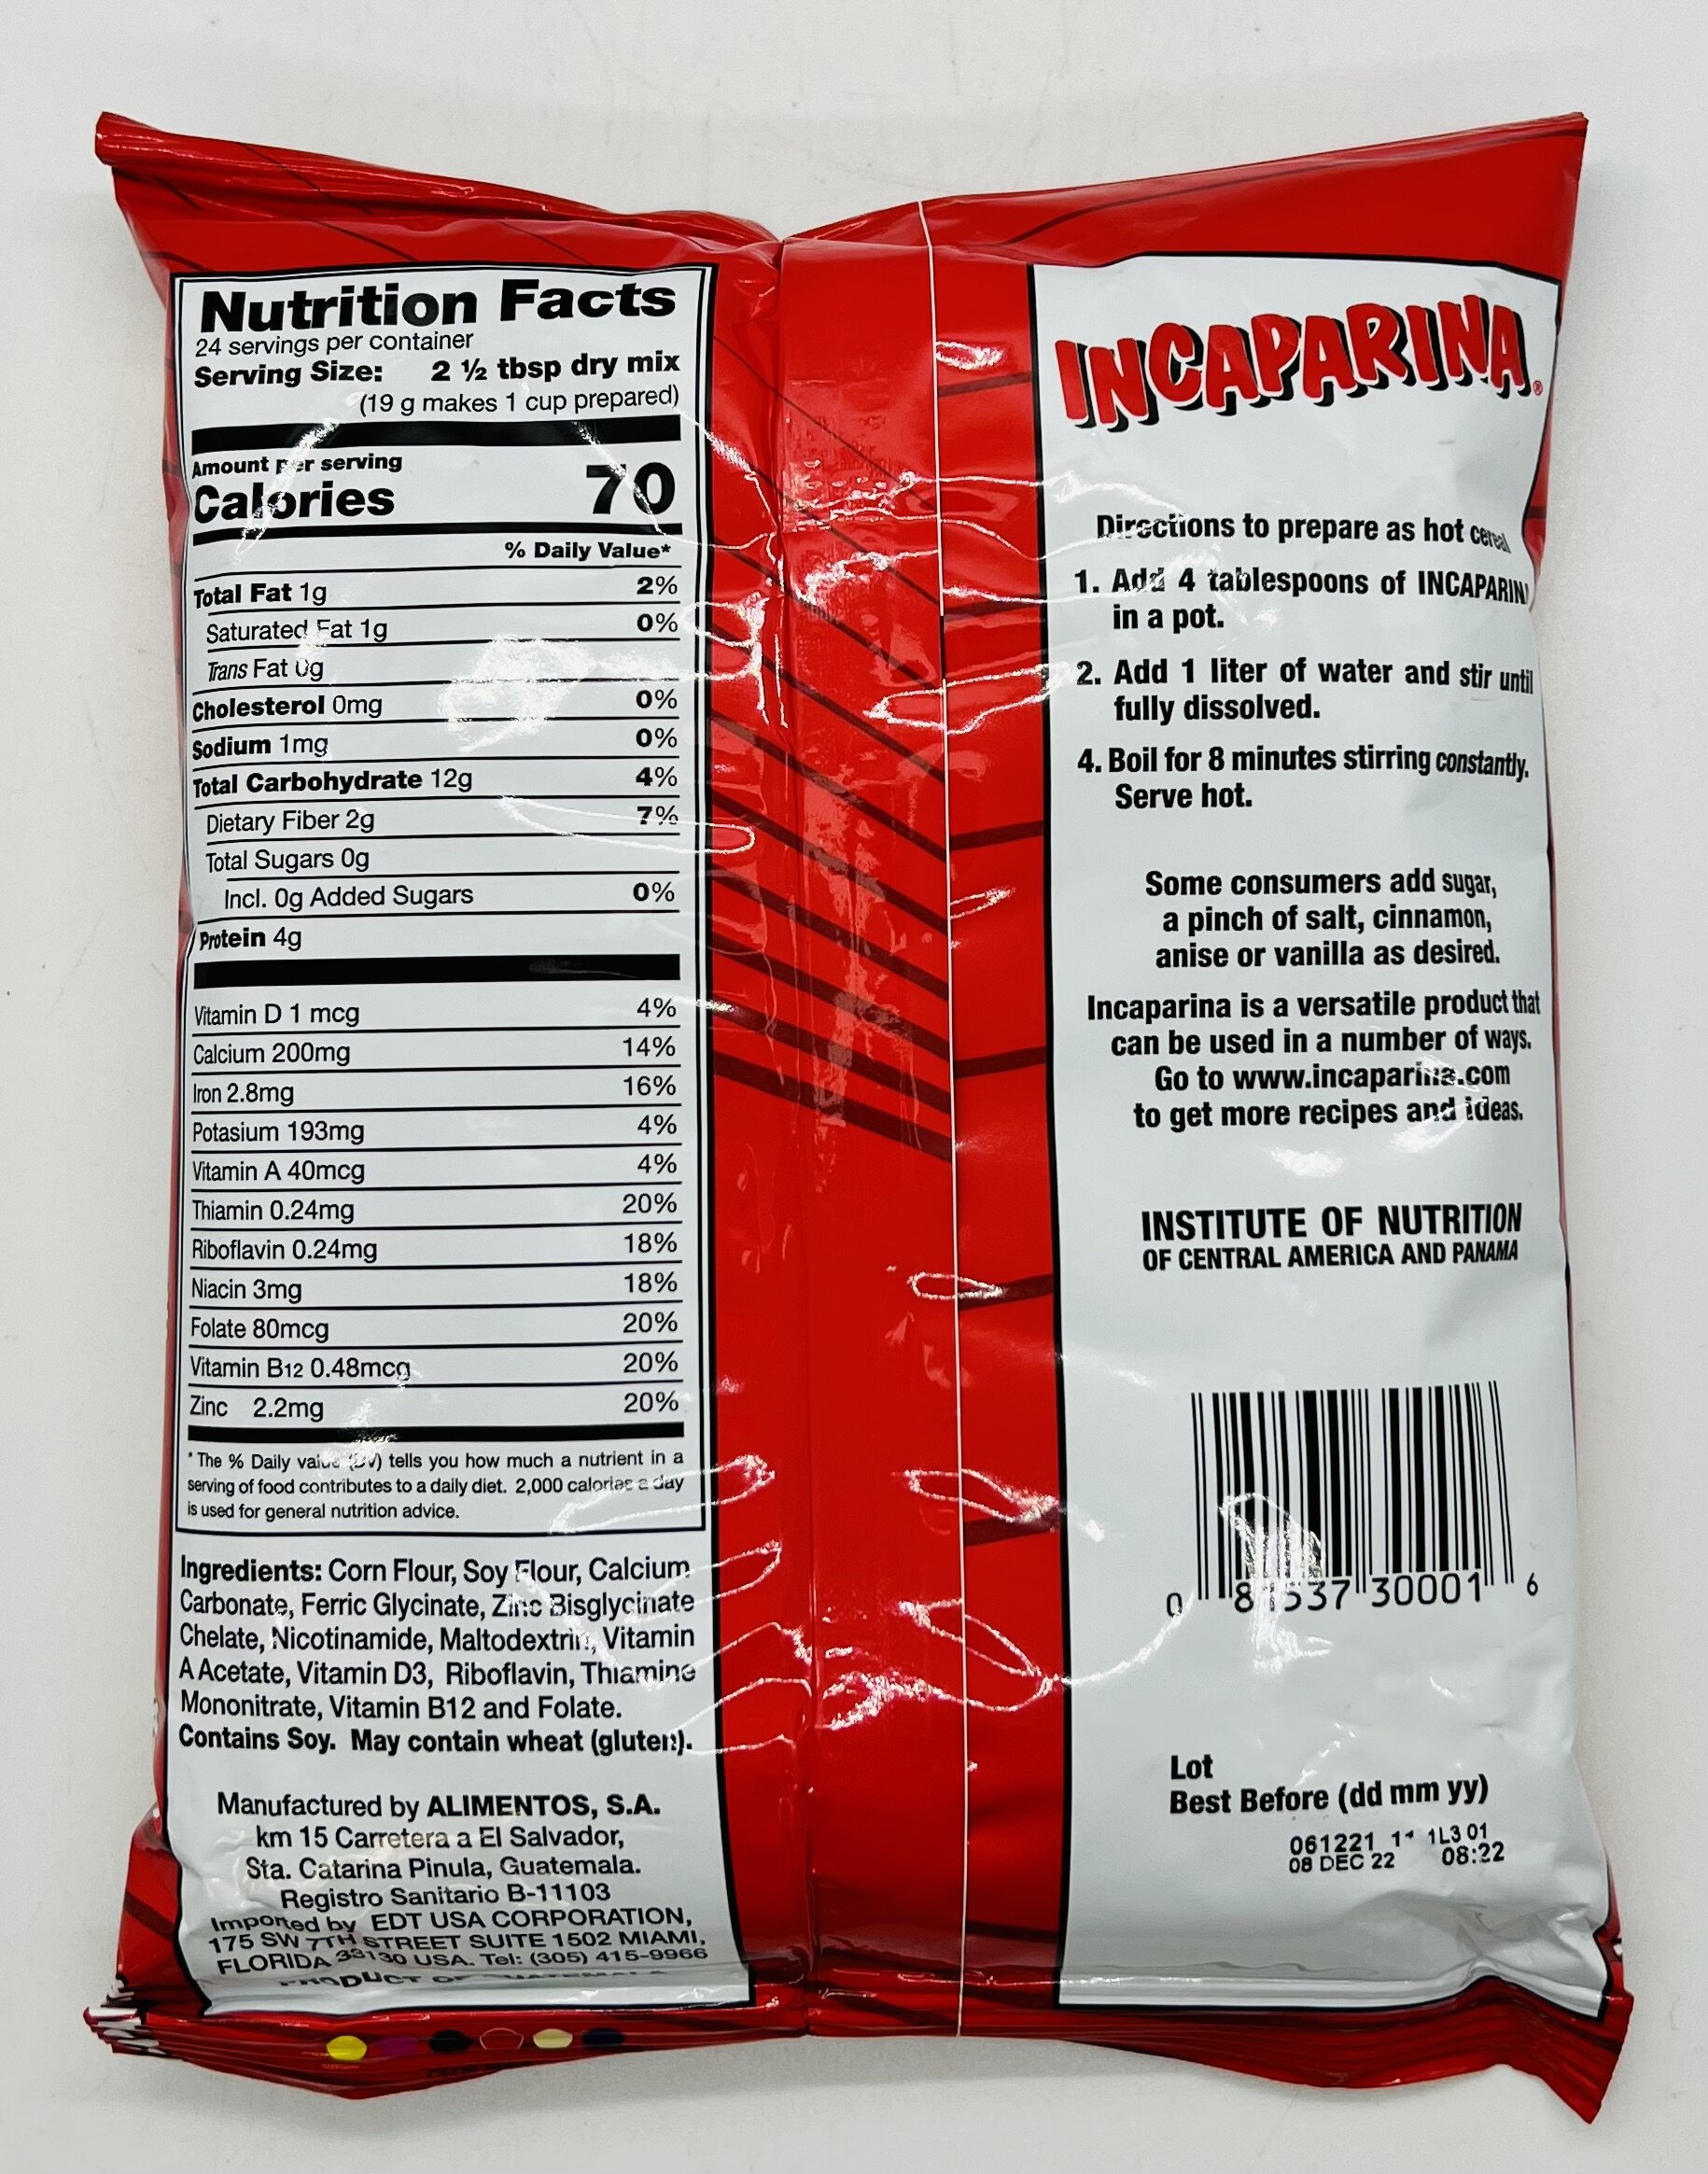 Nutrition Facts
24 servings per container
Serving Size: 2 ½ tbsp dry mix
(19 g makes 1 cup prepared)
Amount per serving
Calories 70
% Daily Value*
Total Fat 1g 2%
Saturated Fat 1g 0%
Trans Fat 0g
Cholesterol 0mg 0%
Sodium 1mg 0%
Total Carbohydrate 12g 4%
Dietary Fiber 2g 7%
Total Sugars 0g
Incl. 0g Added Sugars 0%
Protein 4g
Vitamin D 1 mcg 4%
Calcium 200mg 14%
Iron 2.8mg 16%
Potasium 193mg 4%
Vitamin A 40mcg 4%
Thiamin 0.24mg 20%
Riboflavin 0.24mg 18%
Niacin 3mg 18%
Folate 80mcg 20%
Vitamin B12 0.48mcg 20%
Zinc 2.2mg 20%
* The % Daily value (DV) tells you how much a nutrient in a
serving of food contributes to a daily diet. 2,000 calories a day
is used for general nutrition advice.
Ingredients: Corn Flour, Soy Flour, Calcium
Carbonate, Ferric Glycinate, Zinc Bisglycinate
Chelate, Nicotinamide, Maltodextrin, Vitamin
A Acetate, Vitamin D3, Riboflavin, Thiamine
Mononitrate, Vitamin B12 and Folate.
Contains Soy. May contain wheat (gluten).
Manufactured by ALIMENTOS, S.A.
km 15 Carretera a El Salvador,
Sta. Catarina Pinula, Guatemala.
Registro Sanitario B-11103
Imported by EDT USA CORPORATION,
175 SW 7TH STREET SUITE 1502 MIAMI,
FLORIDA 33130 USA. Tel: (305) 415-9966
PRODUCT OF
INCAPARINA®
Directions to prepare as hot cereal
1. Add 4 tablespoons of INCAPARIN
in a pot.
2. Add 1 liter of water and stir until
fully dissolved.
4. Boil for 8 minutes stirring constantly.
Serve hot.
Some consumers add sugar,
a pinch of salt, cinnamon,
anise or vanilla as desired.
Incaparina is a versatile product that
can be used in a number of ways.
Go to www.incaparina.com
to get more recipes and ideas.
INSTITUTE OF NUTRITION
OF CENTRAL AMERICA AND PANAMA
0 81537 30001 6
Lot
Best Before (dd mm yy)
061221 11 1L3 01
08 DEC 22 08:22